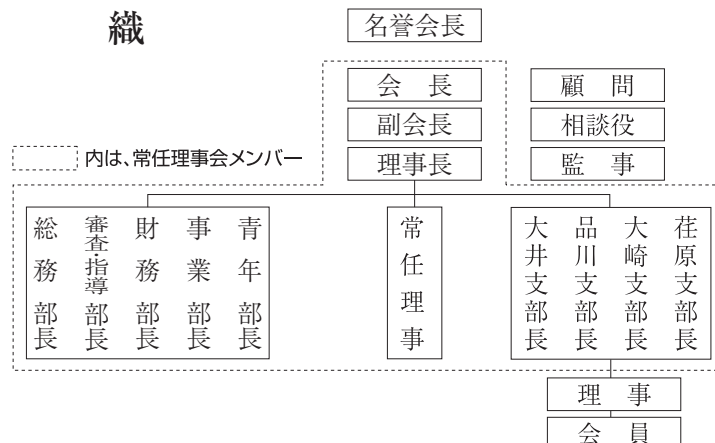 織
名誉会長
会 長
副会長
理事長
顧 問
相談役
監 事
内は、常任理事会メンバー
総務部長
審査・指導部長
財務部長
事業部長
青年部長
常任理事
大井支部長
品川支部長
大崎支部長
荏原支部長
理 事
会 員